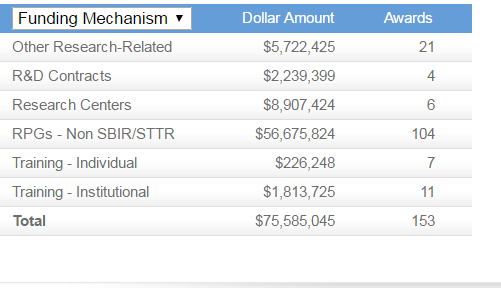 Funding Mechanism ▼ Dollar Amount Awards
Other Research-Related $5,722,425 21
R&D Contracts $2,239,399 4
Research Centers $8,907,424 6
RPGs - Non SBIR/STTR $56,675,824 104
Training - Individual $226,248 7
Training - Institutional $1,813,725 11
Total $75,585,045 153